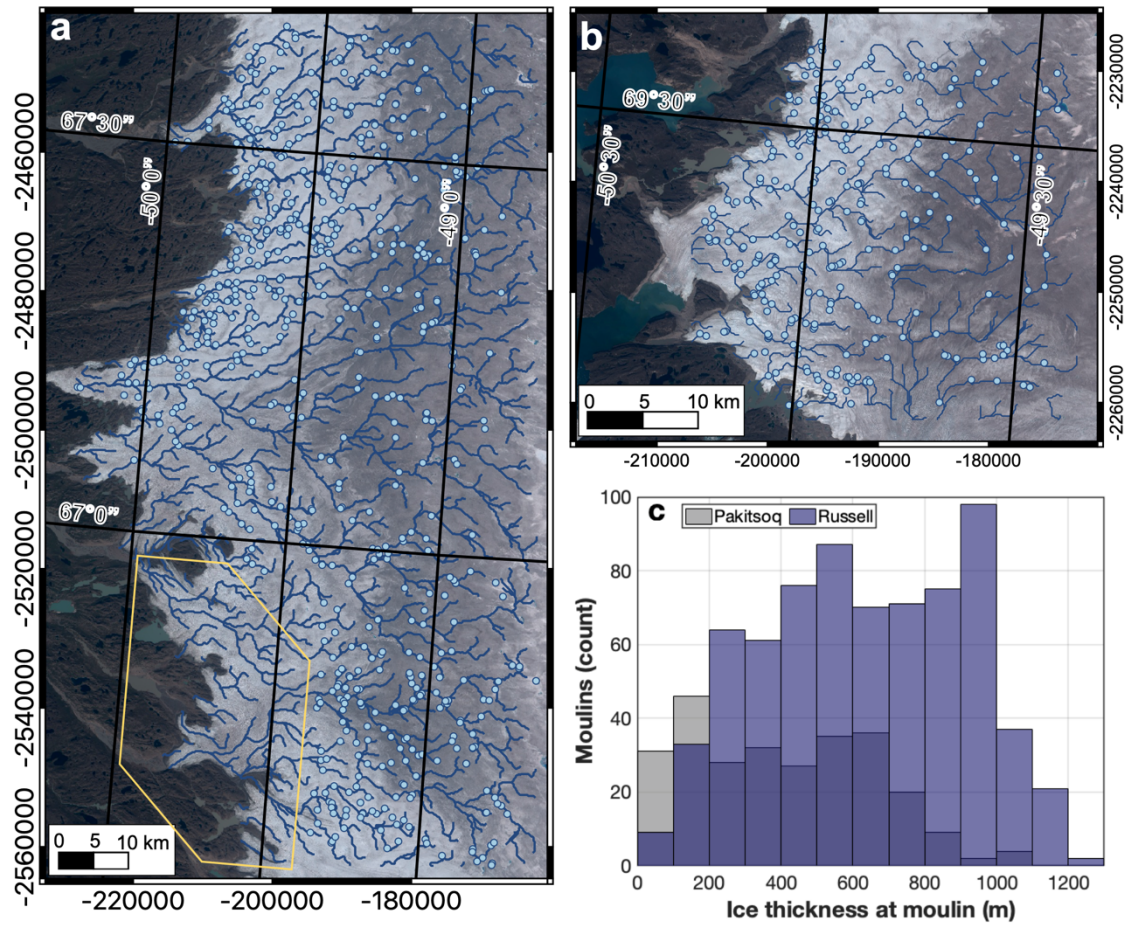 a
67°30”
-50°0”
-49°0”
67°0”
-2460000
-2480000
-2500000
-2520000
-2540000
-2560000
0 5 10 km
-220000 -200000 -180000
b
69°30”
-50°30”
-49°30”
-2230000
-2240000
-2250000
-2260000
0 5 10 km
-210000 -200000 -190000 -180000
c
Pakitsoq Russell
Moulins (count)
100
80
60
40
20
0
0 200 400 600 800 1000 1200
Ice thickness at moulin (m)